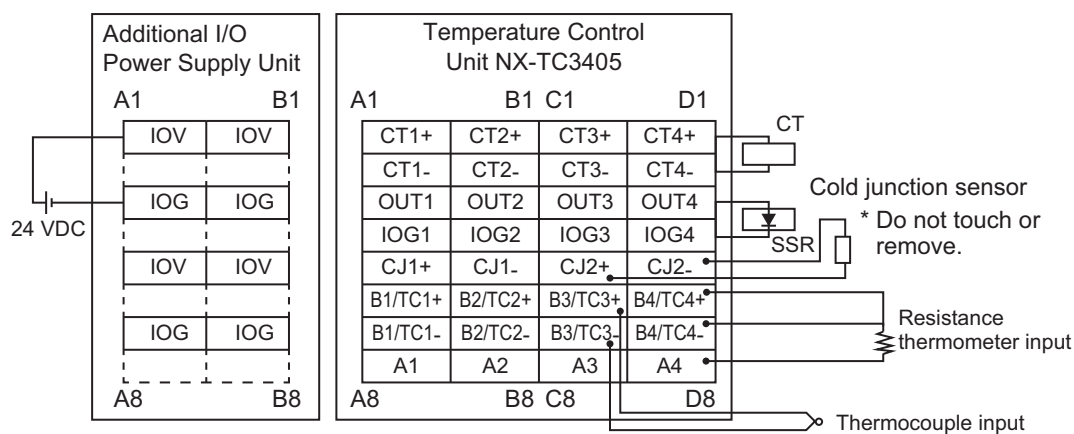 Additional I/O
Power Supply Unit
A1 B1
IOV IOV
IOG IOG
IOV IOV
IOG IOG
A8 B8
24 VDC
Temperature Control
Unit NX-TC3405
A1 B1 C1 D1
CT1+ CT2+ CT3+ CT4+
CT1- CT2- CT3- CT4-
OUT1 OUT2 OUT3 OUT4
IOG1 IOG2 IOG3 IOG4
CJ1+ CJ1- CJ2+ CJ2-
B1/TC1+ B2/TC2+ B3/TC3+ B4/TC4+
B1/TC1- B2/TC2- B3/TC3- B4/TC4-
A1 A2 A3 A4
A8 B8 C8 D8
CT
SSR
Cold junction sensor
* Do not touch or
remove.
Resistance
thermometer input
Thermocouple input